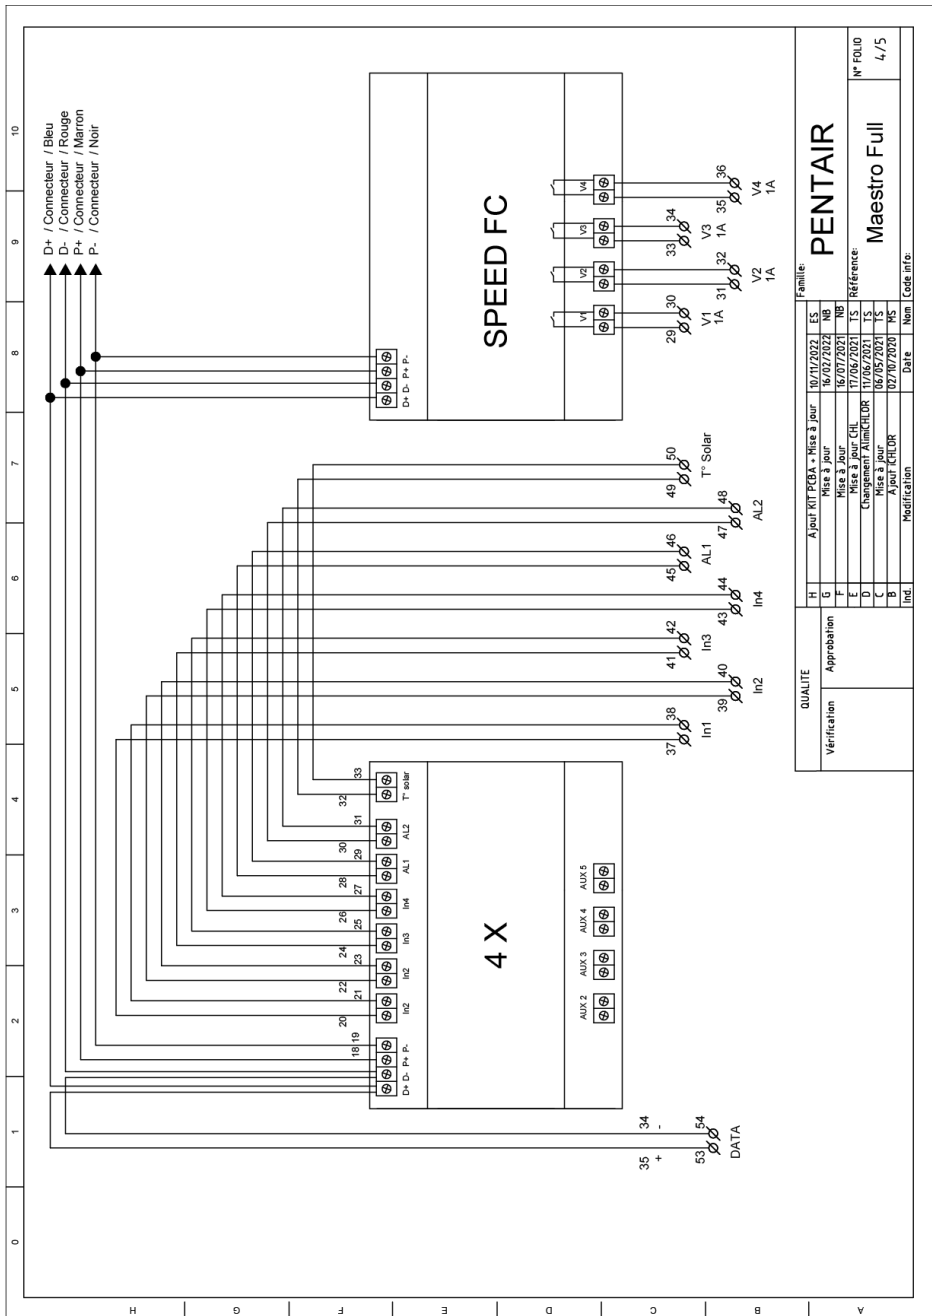 0 1 2 3 4 5 6 7 8 9 10
H
G
F
E
D
C
B
A
D+ / Connecteur / Bleu
D- / Connecteur / Rouge
P+ / Connecteur / Marron
P- / Connecteur / Noir
18 19 20 21 22 23 24 25 26 27 28 29 30 31 32 33
D+ D- P+ P- In2 In2 In3 In4 AL1 AL2 T° solar
4 X
AUX 2 AUX 3 AUX 4 AUX 5
D+ D- P+ P-
SPEED FC
V1 V2 V3 V4
35 34
+ -
53 54
DATA
37 38
In1
39 40
In2
41 42
In3
43 44
In4
45 46
AL1
47 48
AL2
49 50
T° Solar
29 30
V1
1A
31 32
V2
1A
33 34
V3
1A
35 36
V4
1A
QUALITE
Vérification
Approbation
H Ajout KIT PCBA + Mise à jour 10/11/2022 ES
G Mise à jour 16/02/2022 NB
F Mise à Jour 16/07/2021 NB
E Mise à jour CHL 17/06/2021 TS
D Changement AlimiCHLOR 11/06/2021 TS
C Mise à jour 06/05/2021 TS
B Ajout iCHLOR 02/10/2020 MS
Ind. Modification Date Nom
Famille:
PENTAIR
Référence:
Maestro Full
N° FOLIO
4/5
Code info: